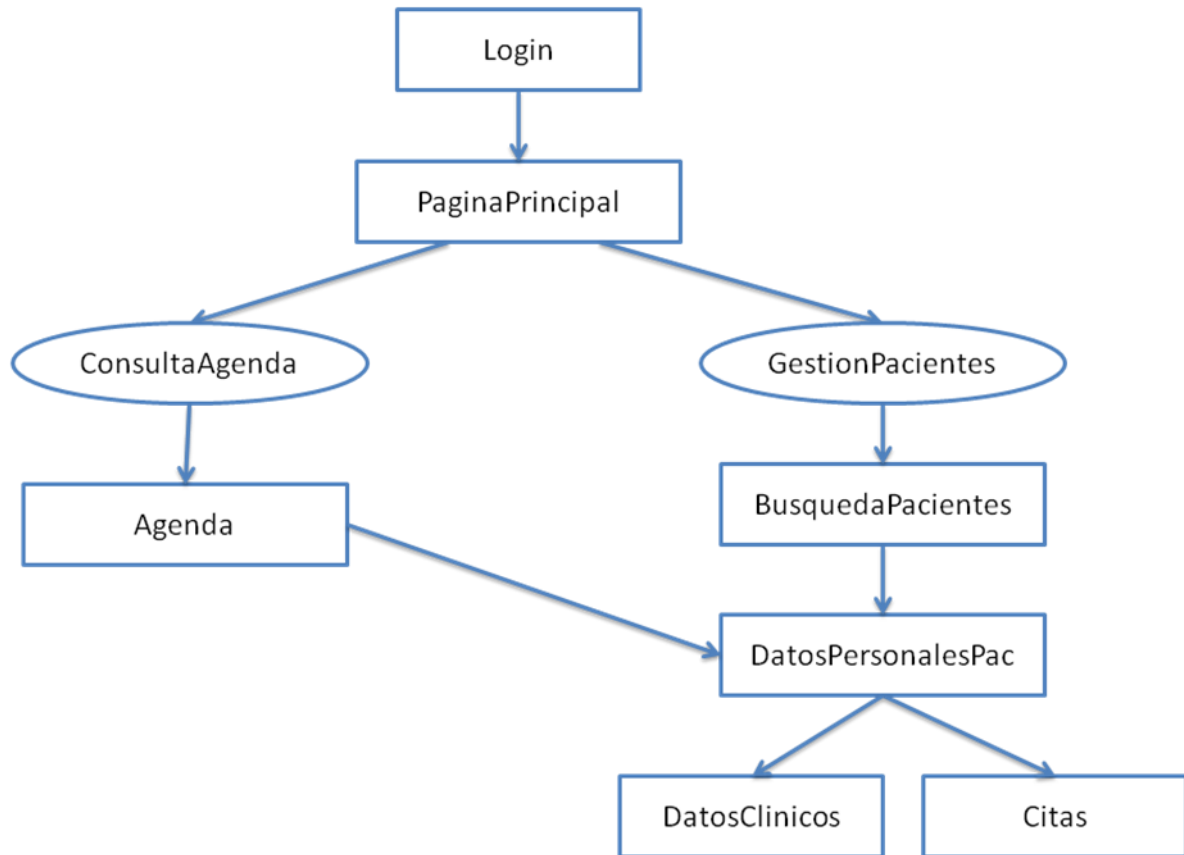 Login
PaginaPrincipal
ConsultaAgenda
GestionPacientes
Agenda
BusquedaPacientes
DatosPersonalesPac
DatosClinicos
Citas